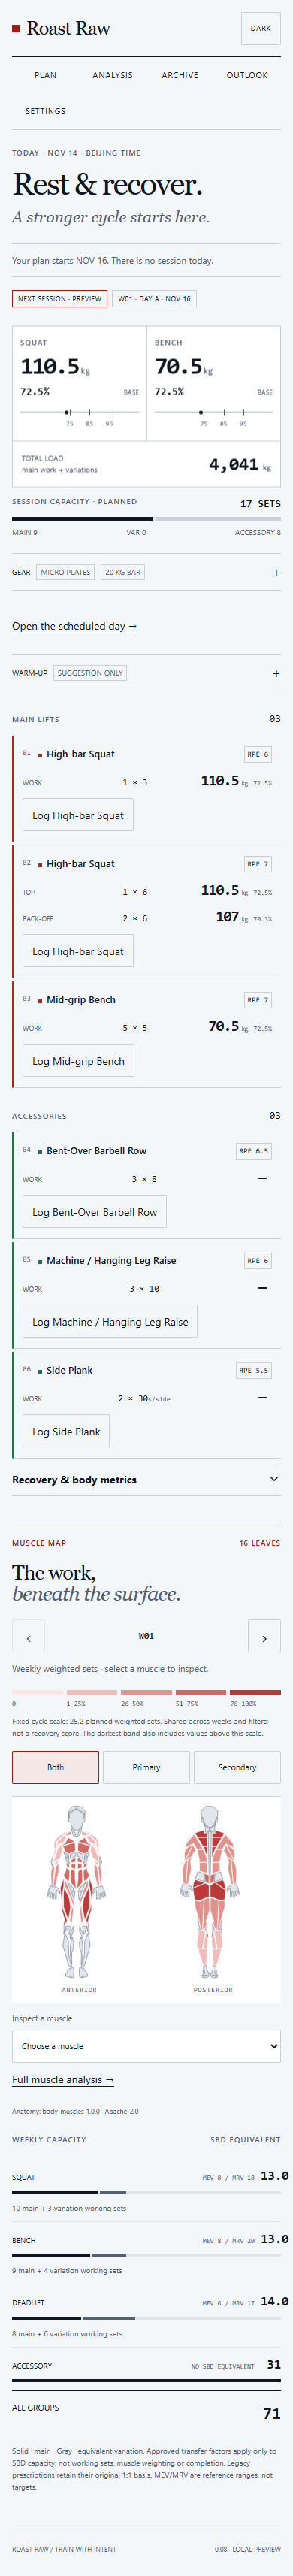 Roast Raw
DARK
PLAN ANALYSIS ARCHIVE OUTLOOK
SETTINGS
TODAY · NOV 14 · BEIJING TIME
Rest & recover.
A stronger cycle starts here.
Your plan starts NOV 16. There is no session today.
NEXT SESSION · PREVIEW W01 · DAY A · NOV 16
SQUAT BENCH
110.5 kg 70.5 kg
72.5% BASE 72.5% BASE
75 85 95 75 85 95
TOTAL LOAD
main work + variations
4,041 kg
SESSION CAPACITY · PLANNED 17 SETS
MAIN 9 VAR 0 ACCESSORY 8
GEAR MICRO PLATES 20 KG BAR +
Open the scheduled day →
WARM-UP SUGGESTION ONLY +
MAIN LIFTS 03
01 High-bar Squat RPE 6
WORK 1 × 3 110.5 kg 72.5%
Log High-bar Squat
02 High-bar Squat RPE 7
TOP 1 × 6 110.5 kg 72.5%
BACK-OFF 2 × 6 107 kg 70.3%
Log High-bar Squat
03 Mid-grip Bench RPE 7
WORK 5 × 5 70.5 kg 72.5%
Log Mid-grip Bench
ACCESSORIES 03
04 Bent-Over Barbell Row RPE 6.5
WORK 3 × 8 —
Log Bent-Over Barbell Row
05 Machine / Hanging Leg Raise RPE 6
WORK 3 × 10 —
Log Machine / Hanging Leg Raise
06 Side Plank RPE 5.5
WORK 2 × 30s/side —
Log Side Plank
Recovery & body metrics
MUSCLE MAP 16 LEAVES
The work,
beneath the surface.
‹ W01 ›
Weekly weighted sets · select a muscle to inspect.
0 1–25% 26–50% 51–75% 76–100%
Fixed cycle scale: 25.2 planned weighted sets. Shared across weeks and filters;
not a recovery score. The darkest band also includes values above this scale.
Both Primary Secondary
ANTERIOR POSTERIOR
Inspect a muscle
Choose a muscle
Full muscle analysis →
Anatomy: body-muscles 1.0.0 · Apache-2.0
WEEKLY CAPACITY SBD EQUIVALENT
SQUAT MEV 8 / MRV 18 13.0
10 main + 3 variation working sets
BENCH MEV 8 / MRV 20 13.0
9 main + 4 variation working sets
DEADLIFT MEV 6 / MRV 17 14.0
8 main + 6 variation working sets
ACCESSORY NO SBD EQUIVALENT 31
ALL GROUPS 71
Solid · main Gray · equivalent variation. Approved transfer factors apply only to
SBD capacity, not working sets, muscle weighting or completion. Legacy
prescriptions retain their original 1:1 basis. MEV/MRV are reference ranges, not
targets.
ROAST RAW / TRAIN WITH INTENT 0.08 · LOCAL PREVIEW